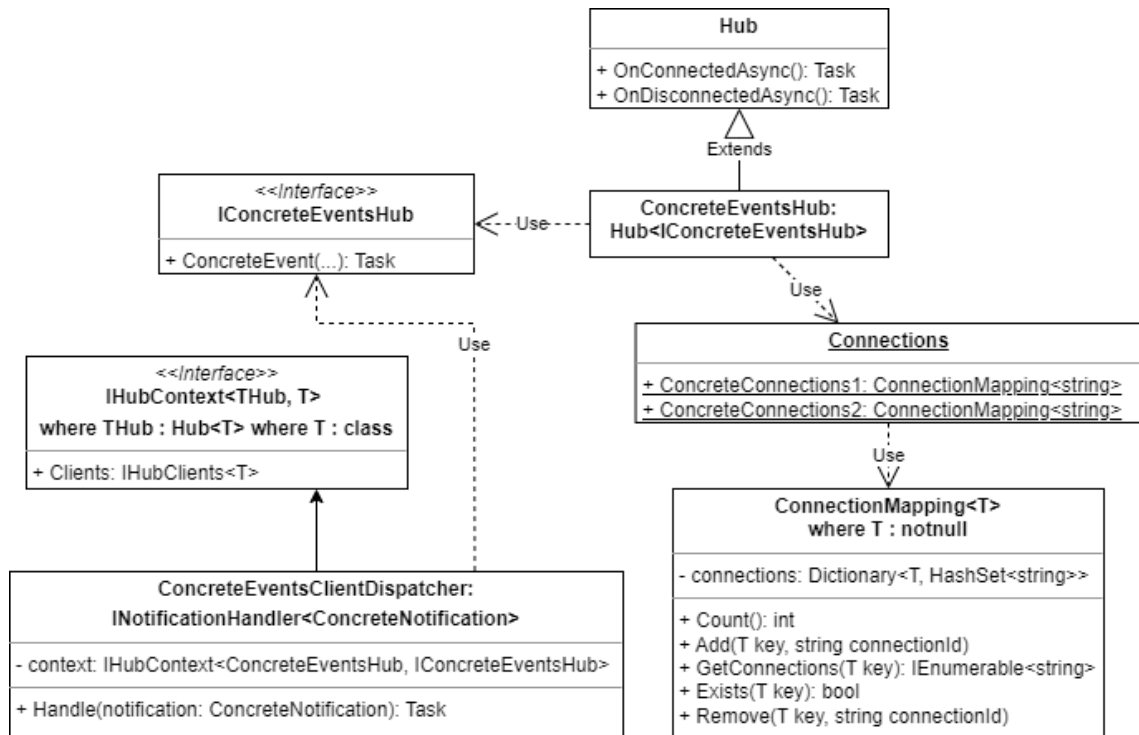 Hub
+ OnConnectedAsync(): Task
+ OnDisconnectedAsync(): Task
Extends
<<Interface>>
IConcreteEventsHub
+ ConcreteEvent(...): Task
Use
ConcreteEventsHub:
Hub<IConcreteEventsHub>
Use
Connections
+ ConcreteConnections1: ConnectionMapping<string>
+ ConcreteConnections2: ConnectionMapping<string>
Use
<<Interface>>
IHubContext<THub, T>
where THub : Hub<T> where T : class
+ Clients: IHubClients<T>
Use
ConnectionMapping<T>
where T : notnull
- connections: Dictionary<T, HashSet<string>>
+ Count(): int
+ Add(T key, string connectionId)
+ GetConnections(T key): IEnumerable<string>
+ Exists(T key): bool
+ Remove(T key, string connectionId)
ConcreteEventsClientDispatcher:
INotificationHandler<ConcreteNotification>
- context: IHubContext<ConcreteEventsHub, IConcreteEventsHub>
+ Handle(notification: ConcreteNotification): Task